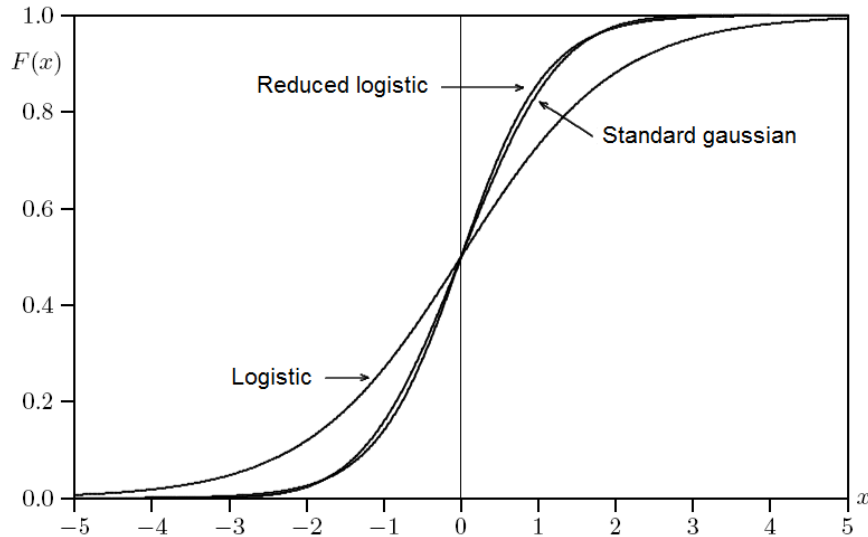 1.0
F(x)
Reduced logistic
0.8
Standard gaussian
0.6
0.4
Logistic
0.2
0.0
x
−5 −4 −3 −2 −1 0 1 2 3 4 5